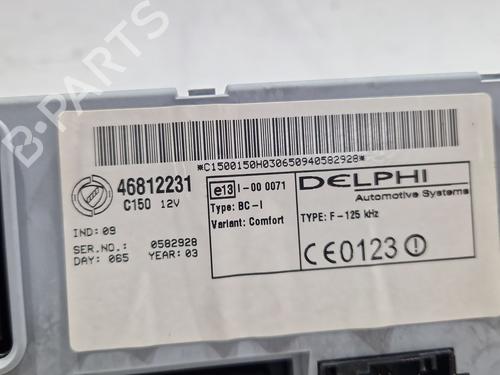 *C1500150H030650940582928*
46812231
C150 12V
IND: 09
SER.NO.: 0582928
DAY: 065 YEAR: 03
e13 I-00 0071
Type: BC-I
Variant: Comfort
DELPHI
Automotive Systems
TYPE: F-125 kHz
CE0123!
B-PARTS